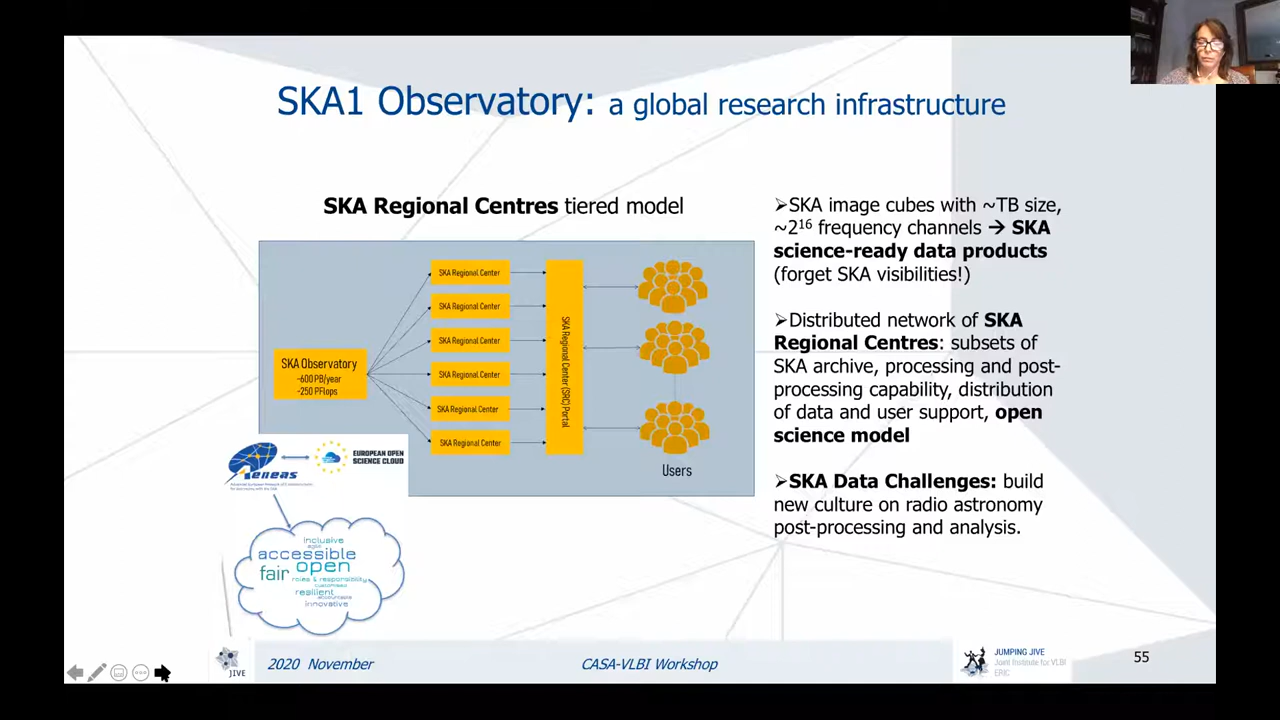 SKA1 Observatory: a global research infrastructure
SKA Regional Centres tiered model
SKA Observatory
~600 PB/year
~250 PFlops
SKA Regional Center
SKA Regional Center
SKA Regional Center
SKA Regional Center
SKA Regional Center
SKA Regional Center
SKA Regional Center (SRC) Portal
Users
➢SKA image cubes with ~TB size,
~2¹⁶ frequency channels → SKA
science-ready data products
(forget SKA visibilities!)
➢Distributed network of SKA
Regional Centres: subsets of
SKA archive, processing and post-
processing capability, distribution
of data and user support, open
science model
➢SKA Data Challenges: build
new culture on radio astronomy
post-processing and analysis.
Aeneas
EUROPEAN OPEN
SCIENCE CLOUD
inclusive
agile
accessible
fair open
roles & responsibility
customised
resilient
accountable
innovative
JIVE
2020 November
CASA-VLBI Workshop
JUMPING JIVE
Joint Institute for VLBI
ERIC
55